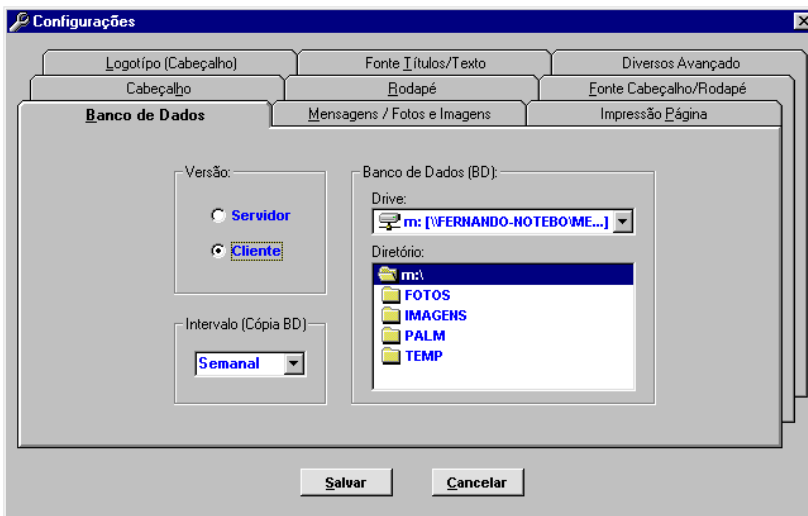 Configurações
Logotípo (Cabeçalho) Fonte Títulos/Texto Diversos Avançado
Cabeçalho Rodapé Fonte Cabeçalho/Rodapé
Banco de Dados Mensagens / Fotos e Imagens Impressão Página
Versão:
Servidor
Cliente
Intervalo (Cópia BD)
Semanal
Banco de Dados (BD):
Drive:
m: [\\FERNANDO-NOTEBO\ME...]
Diretório:
m:\
FOTOS
IMAGENS
PALM
TEMP
Salvar Cancelar